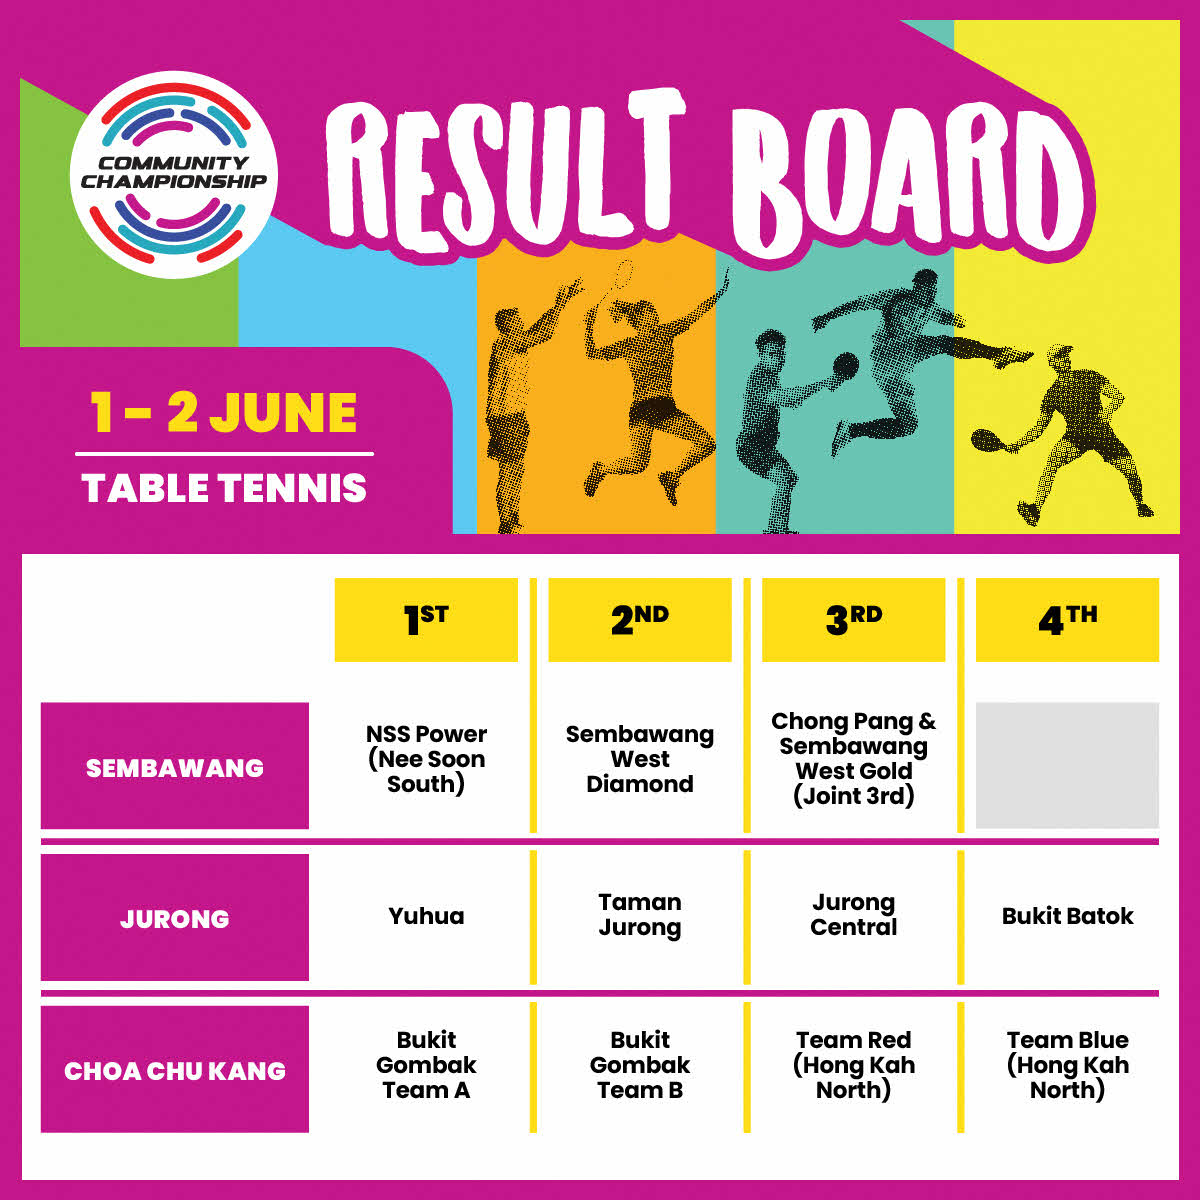 COMMUNITY
CHAMPIONSHIP
RESULT BOARD
1 – 2 JUNE
TABLE TENNIS
1ST 2ND 3RD 4TH
SEMBAWANG
NSS Power
(Nee Soon
South)
Sembawang
West
Diamond
Chong Pang &
Sembawang
West Gold
(Joint 3rd)
JURONG
Yuhua
Taman
Jurong
Jurong
Central
Bukit Batok
CHOA CHU KANG
Bukit
Gombak
Team A
Bukit
Gombak
Team B
Team Red
(Hong Kah
North)
Team Blue
(Hong Kah
North)